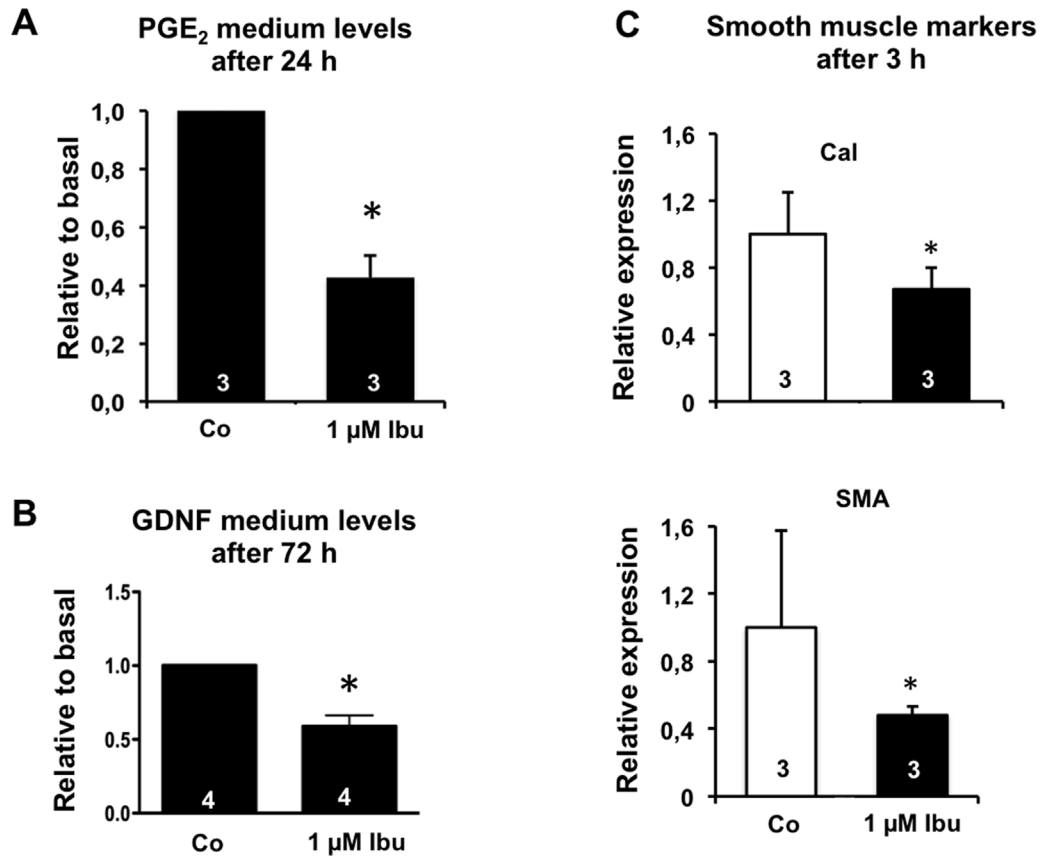 A
PGE₂ medium levels
after 24 h
Relative to basal
1,0
0,8
0,6
0,4
0,2
0,0
*
3
3
Co
1 µM Ibu
B
GDNF medium levels
after 72 h
Relative to basal
1.5
1.0
0.5
0.0
*
4
4
Co
1 µM Ibu
C
Smooth muscle markers
after 3 h
Cal
Relative expression
1,6
1,2
0,8
0,4
0
*
3
3
SMA
Relative expression
1,6
1,2
0,8
0,4
0
*
3
3
Co
1 µM Ibu